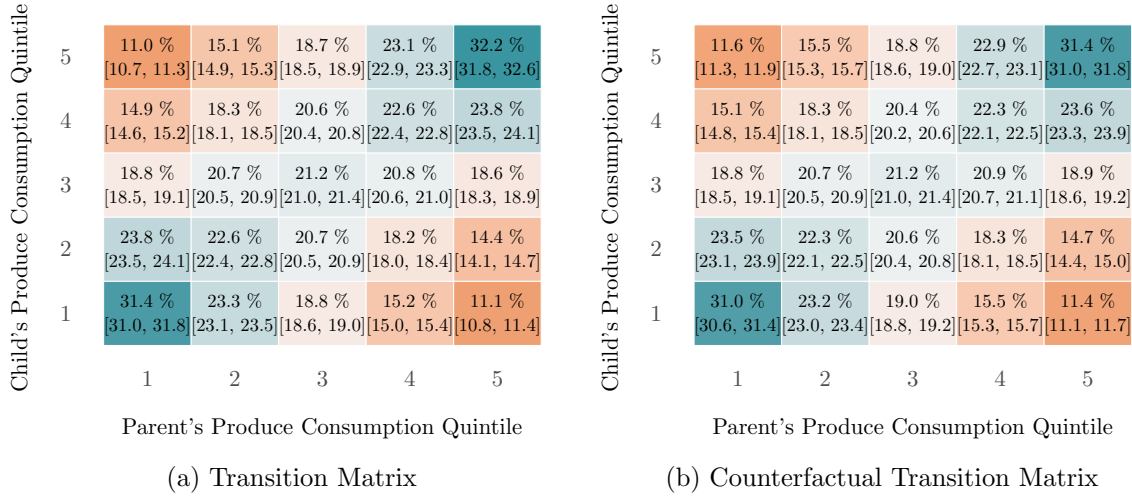 Child's Produce Consumption Quintile
5
11.0 % 15.1 % 18.7 % 23.1 % 32.2 %
[10.7, 11.3] [14.9, 15.3] [18.5, 18.9] [22.9, 23.3] [31.8, 32.6]
4
14.9 % 18.3 % 20.6 % 22.6 % 23.8 %
[14.6, 15.2] [18.1, 18.5] [20.4, 20.8] [22.4, 22.8] [23.5, 24.1]
3
18.8 % 20.7 % 21.2 % 20.8 % 18.6 %
[18.5, 19.1] [20.5, 20.9] [21.0, 21.4] [20.6, 21.0] [18.3, 18.9]
2
23.8 % 22.6 % 20.7 % 18.2 % 14.4 %
[23.5, 24.1] [22.4, 22.8] [20.5, 20.9] [18.0, 18.4] [14.1, 14.7]
1
31.4 % 23.3 % 18.8 % 15.2 % 11.1 %
[31.0, 31.8] [23.1, 23.5] [18.6, 19.0] [15.0, 15.4] [10.8, 11.4]
1 2 3 4 5
Parent's Produce Consumption Quintile
(a) Transition Matrix
Child's Produce Consumption Quintile
5
11.6 % 15.5 % 18.8 % 22.9 % 31.4 %
[11.3, 11.9] [15.3, 15.7] [18.6, 19.0] [22.7, 23.1] [31.0, 31.8]
4
15.1 % 18.3 % 20.4 % 22.3 % 23.6 %
[14.8, 15.4] [18.1, 18.5] [20.2, 20.6] [22.1, 22.5] [23.3, 23.9]
3
18.8 % 20.7 % 21.2 % 20.9 % 18.9 %
[18.5, 19.1] [20.5, 20.9] [21.0, 21.4] [20.7, 21.1] [18.6, 19.2]
2
23.5 % 22.3 % 20.6 % 18.3 % 14.7 %
[23.1, 23.9] [22.1, 22.5] [20.4, 20.8] [18.1, 18.5] [14.4, 15.0]
1
31.0 % 23.2 % 19.0 % 15.5 % 11.4 %
[30.6, 31.4] [23.0, 23.4] [18.8, 19.2] [15.3, 15.7] [11.1, 11.7]
1 2 3 4 5
Parent's Produce Consumption Quintile
(b) Counterfactual Transition Matrix